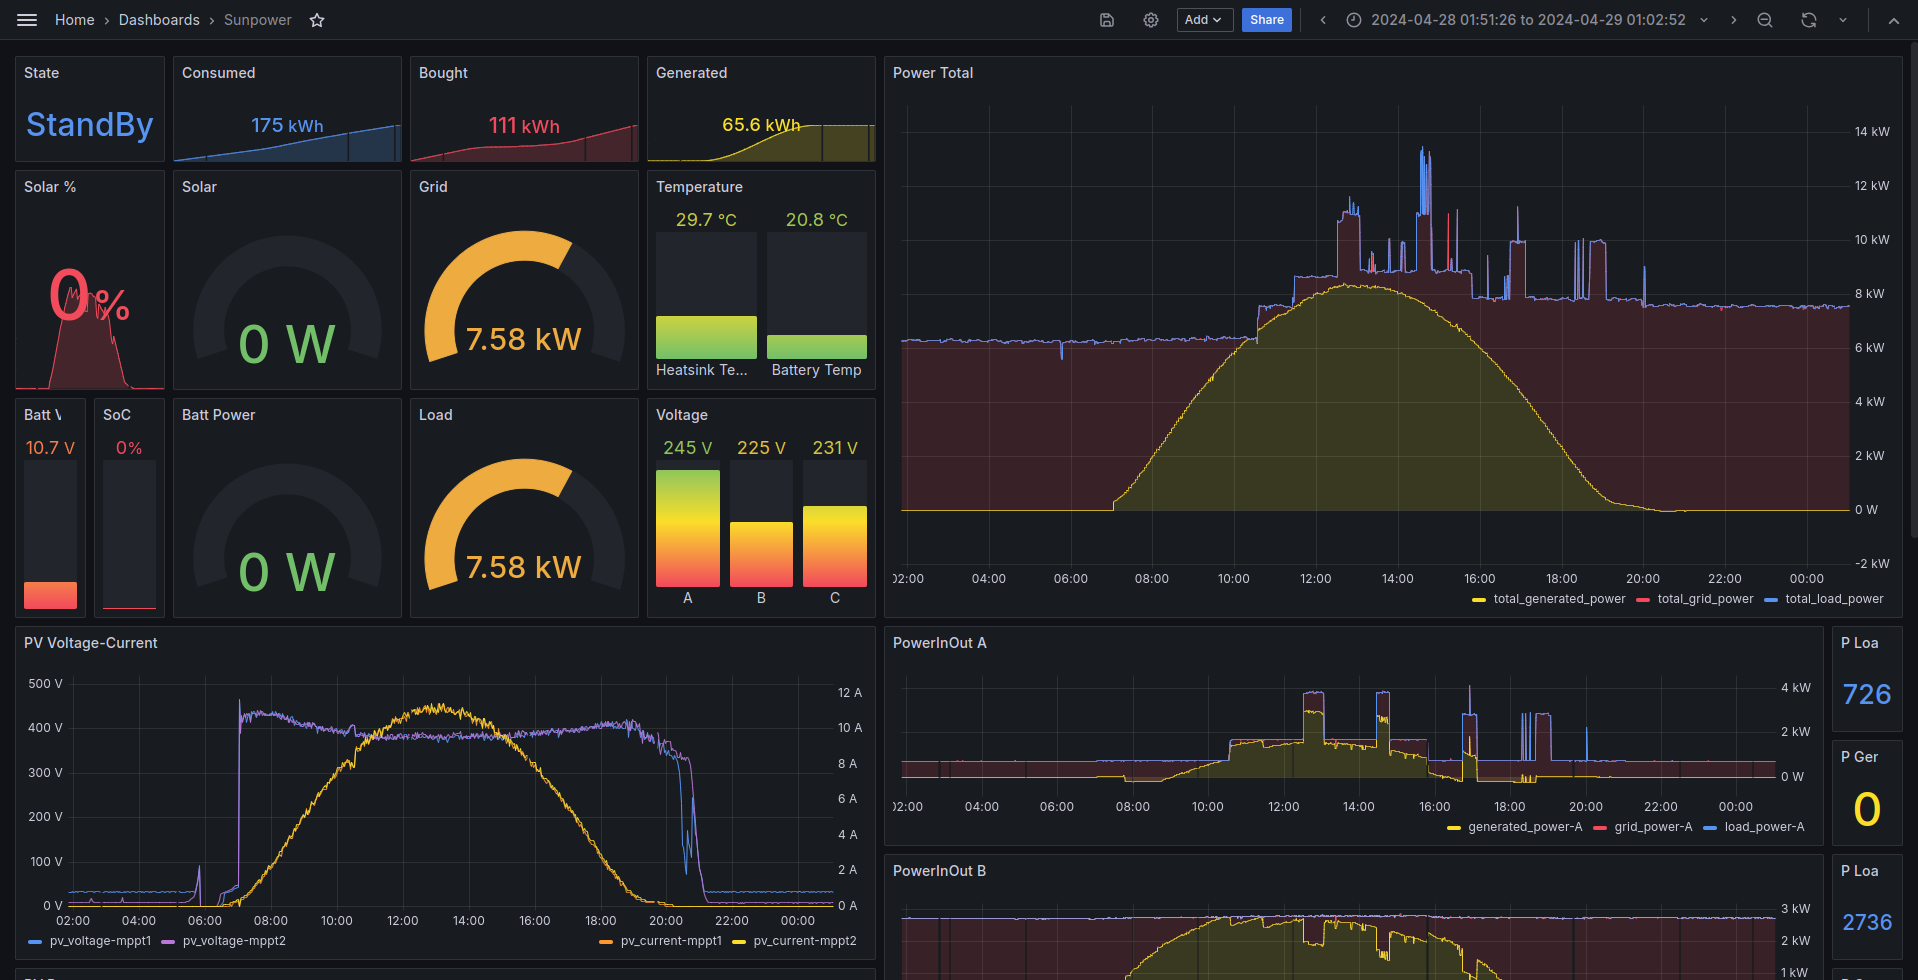 Home › Dashboards › Sunpower
Add
Share
2024-04-28 01:51:26 to 2024-04-29 01:02:52
State
StandBy
Consumed
175 kWh
Bought
111 kWh
Generated
65.6 kWh
Power Total
14 kW
12 kW
10 kW
8 kW
6 kW
4 kW
2 kW
0 W
-2 kW
02:00 04:00 06:00 08:00 10:00 12:00 14:00 16:00 18:00 20:00 22:00 00:00
total_generated_power total_grid_power total_load_power
Solar %
0%
Solar
0 W
Grid
7.58 kW
Temperature
29.7 °C 20.8 °C
Heatsink Te... Battery Temp
Batt V
10.7 V
SoC
0%
Batt Power
0 W
Load
7.58 kW
Voltage
245 V 225 V 231 V
A B C
PV Voltage-Current
500 V
400 V
300 V
200 V
100 V
0 V
12 A
10 A
8 A
6 A
4 A
2 A
0 A
02:00 04:00 06:00 08:00 10:00 12:00 14:00 16:00 18:00 20:00 22:00 00:00
pv_voltage-mppt1 pv_voltage-mppt2 pv_current-mppt1 pv_current-mppt2
PowerInOut A
4 kW
2 kW
0 W
02:00 04:00 06:00 08:00 10:00 12:00 14:00 16:00 18:00 20:00 22:00 00:00
generated_power-A grid_power-A load_power-A
P Loa
726
P Ger
0
PowerInOut B
3 kW
2 kW
1 kW
P Loa
2736